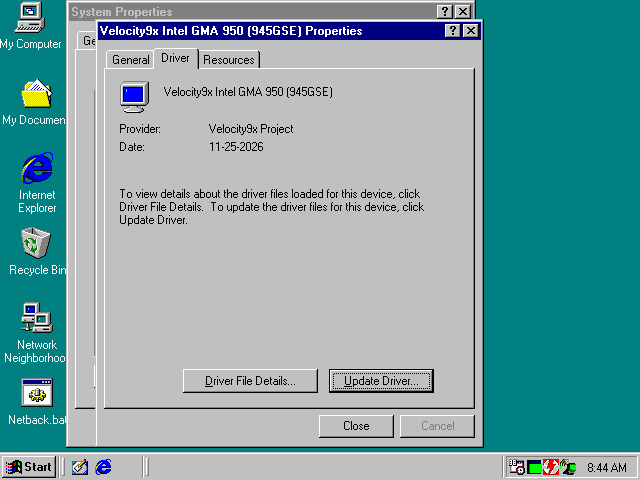 My Computer
My Documen
Internet
Explorer
Recycle Bin
Network
Neighborhoo
Netback.bat
System Properties
Ge
Velocity9x Intel GMA 950 (945GSE) Properties
General
Driver
Resources
Velocity9x Intel GMA 950 (945GSE)
Provider: Velocity9x Project
Date: 11-25-2026
To view details about the driver files loaded for this device, click
Driver File Details. To update the driver files for this device, click
Update Driver.
Driver File Details...
Update Driver...
Close
Cancel
Start
8:44 AM